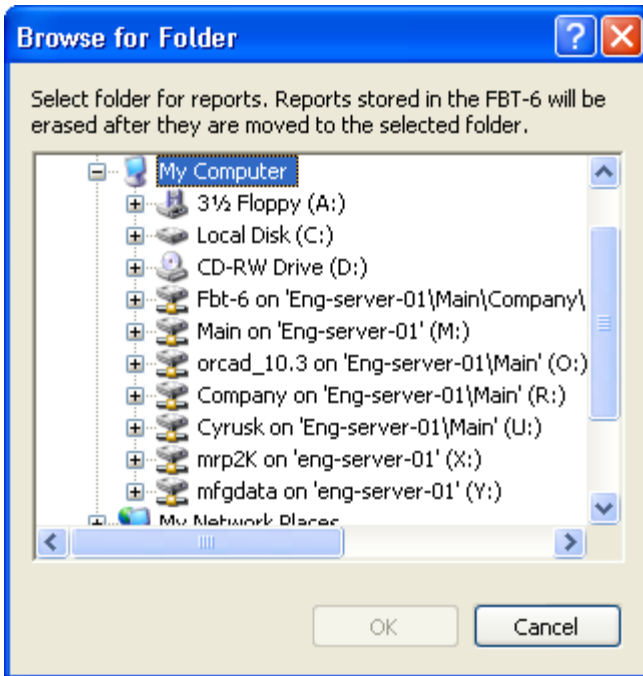 Browse for Folder
Select folder for reports. Reports stored in the FBT-6 will be
erased after they are moved to the selected folder.
My Computer
3½ Floppy (A:)
Local Disk (C:)
CD-RW Drive (D:)
Fbt-6 on 'Eng-server-01\Main\Company\
Main on 'Eng-server-01' (M:)
orcad_10.3 on 'Eng-server-01\Main' (O:)
Company on 'Eng-server-01\Main' (R:)
Cyrusk on 'Eng-server-01\Main' (U:)
mrp2K on 'eng-server-01' (X:)
mfgdata on 'eng-server-01' (Y:)
My Network Places
OK
Cancel